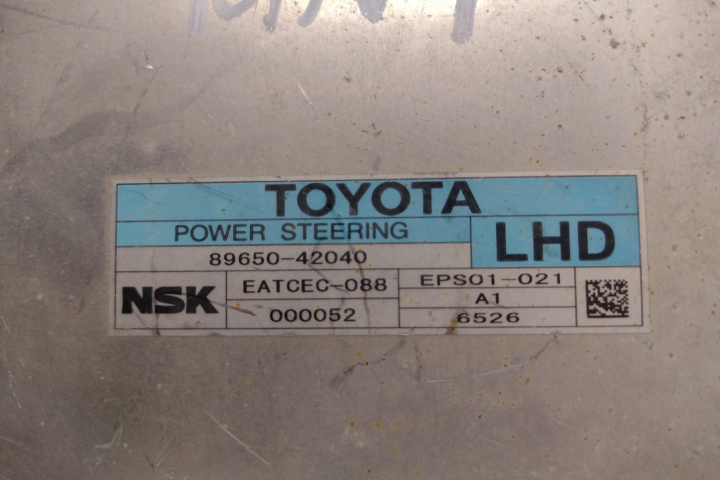 TOYOTA
POWER STEERING
LHD
89650-42040
NSK
EATCEC-088
EPS01-021
A1
000052
6526